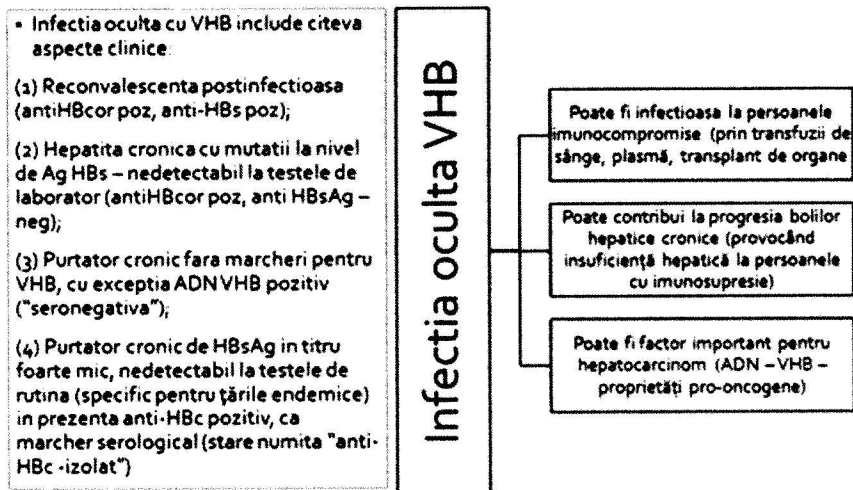 • Infectia oculta cu VHB include citeva
aspecte clinice:
(1) Reconvalescenta postinfectioasa
(antiHBcor poz, anti-HBs poz);
(2) Hepatita cronica cu mutatii la nivel
de Ag HBs – nedetectabil la testele de
laborator (antiHBcor poz, anti HBsAg –
neg);
(3) Purtator cronic fara marcheri pentru
VHB, cu exceptia ADN VHB pozitiv
("seronegativa");
(4) Purtator cronic de HBsAg in titru
foarte mic, nedetectabil la testele de
rutina (specific pentru țările endemice)
in prezenta anti-HBc pozitiv, ca
marcher serological (stare numita "anti-
HBc -izolat")
Infectia oculta VHB
Poate fi infectioasa la persoanele
imunocompromise (prin transfuzii de
sânge, plasmă, transplant de organe
Poate contribui la progresia bolilor
hepatice cronice (provocând
insuficiență hepatică la persoanele
cu imunosupresie)
Poate fi factor important pentru
hepatocarcinom (ADN – VHB –
proprietăți pro-oncogene)